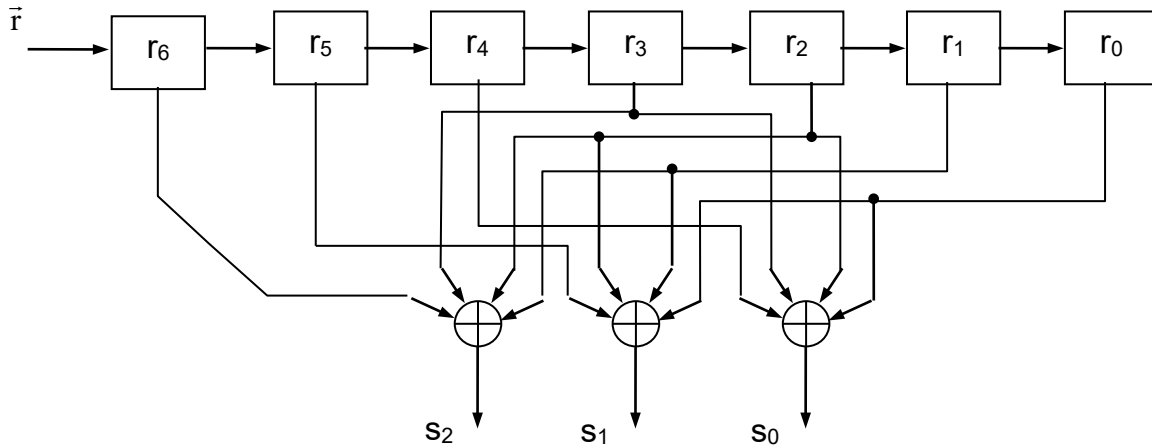 r⃗
r₆ r₅ r₄ r₃ r₂ r₁ r₀
s₂ s₁ s₀